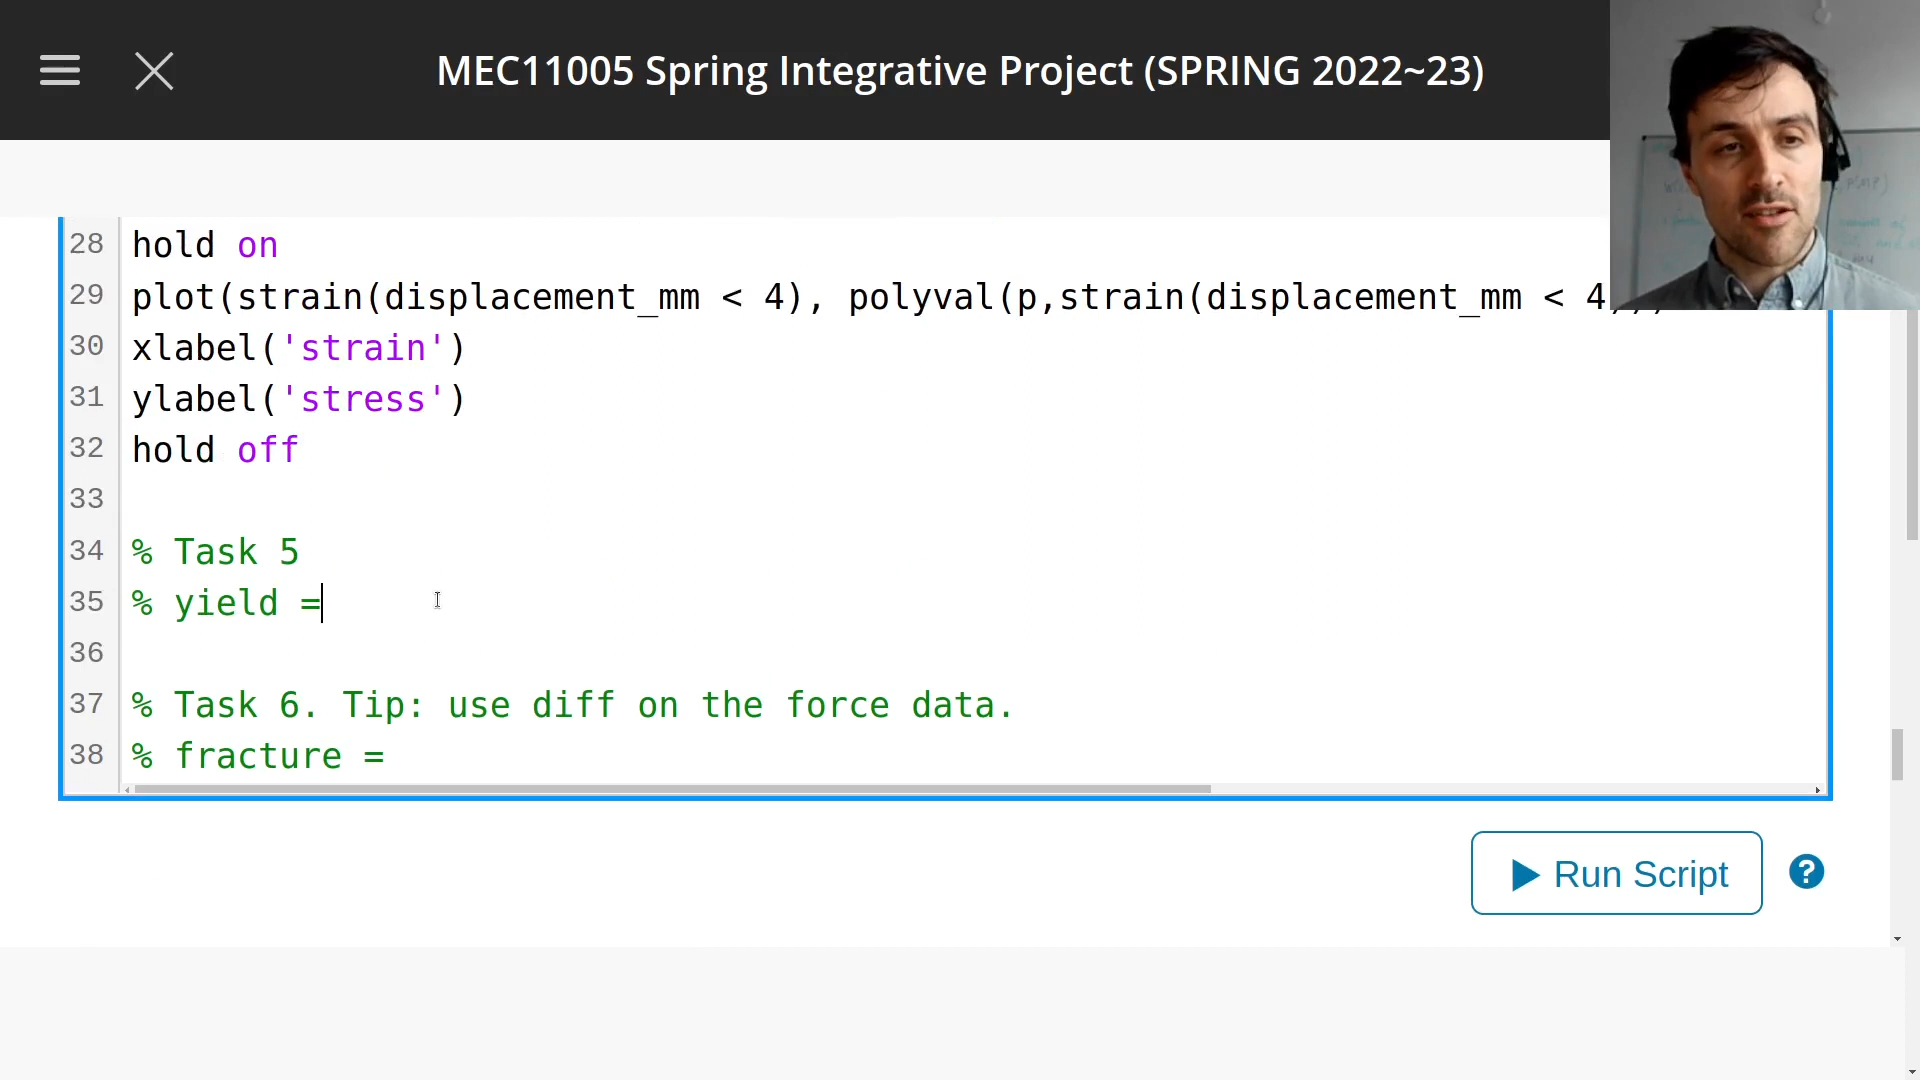 MEC11005 Spring Integrative Project (SPRING 2022~23)
28 hold on
29 plot(strain(displacement_mm < 4), polyval(p,strain(displacement_mm < 4
30 xlabel('strain')
31 ylabel('stress')
32 hold off
33
34 % Task 5
35 % yield =
36
37 % Task 6. Tip: use diff on the force data.
38 % fracture =
Run Script
?